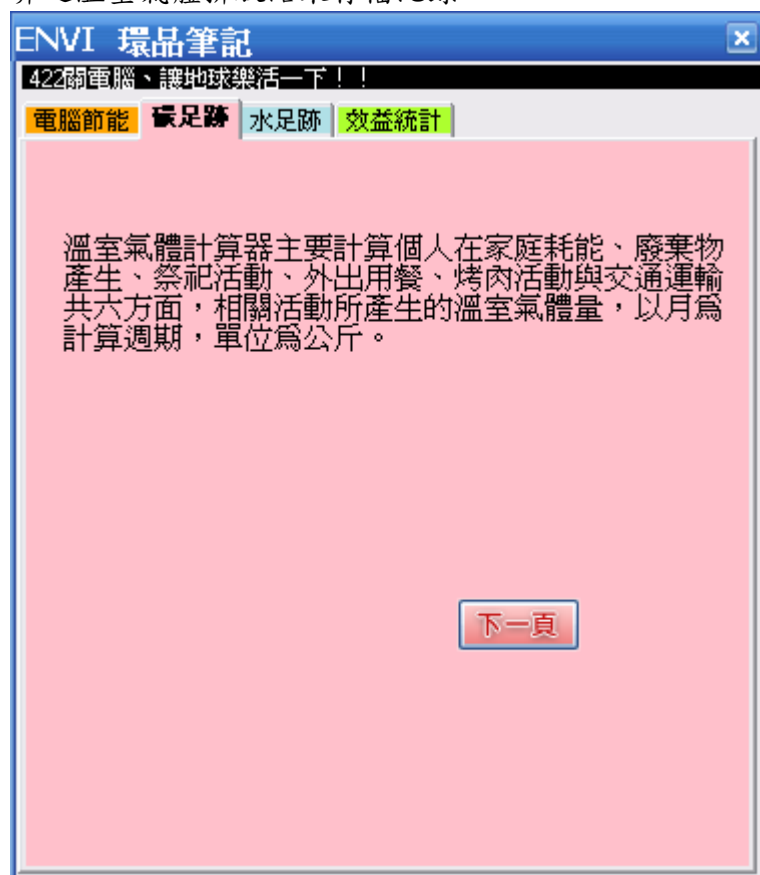 ENVI 環品筆記
422關電腦、讓地球樂活一下!!
電腦節能 碳足跡 水足跡 效益統計
溫室氣體計算器主要計算個人在家庭耗能、廢棄物
產生、祭祀活動、外出用餐、烤肉活動與交通運輸
共六方面,相關活動所產生的溫室氣體量,以月為
計算週期,單位為公斤。
下一頁